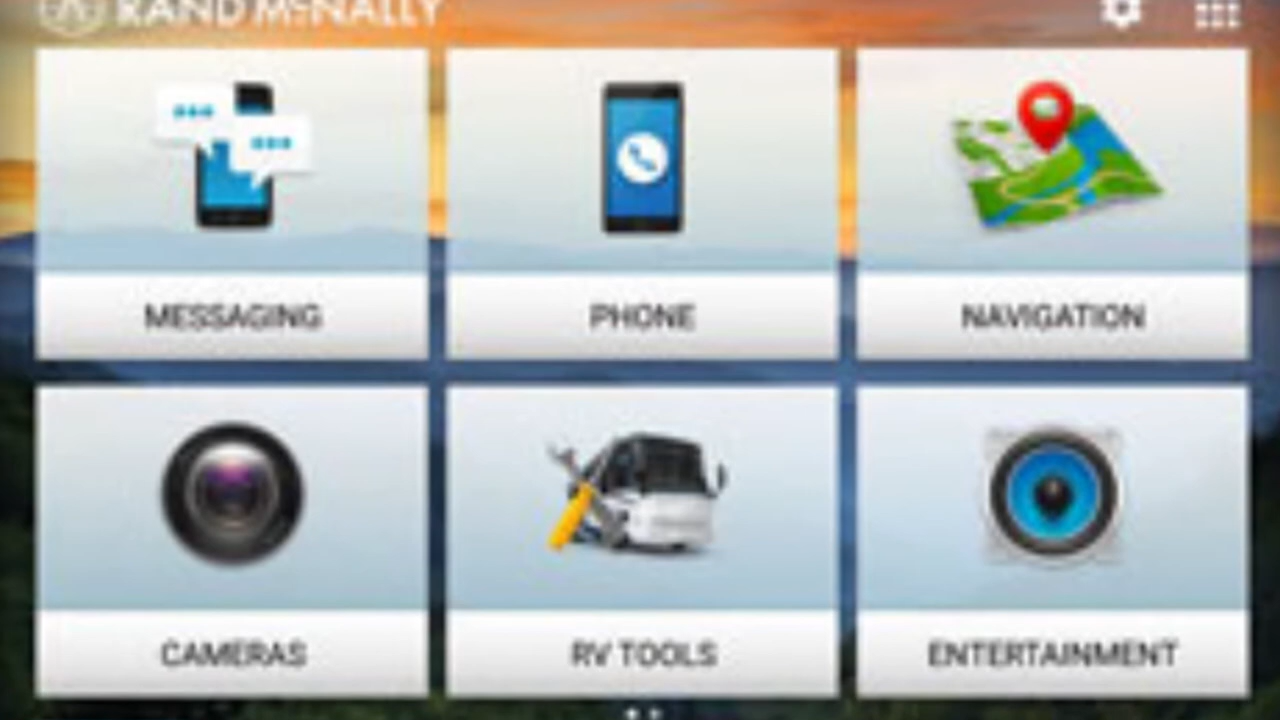 RAND McNALLY
MESSAGING PHONE NAVIGATION
CAMERAS RV TOOLS ENTERTAINMENT